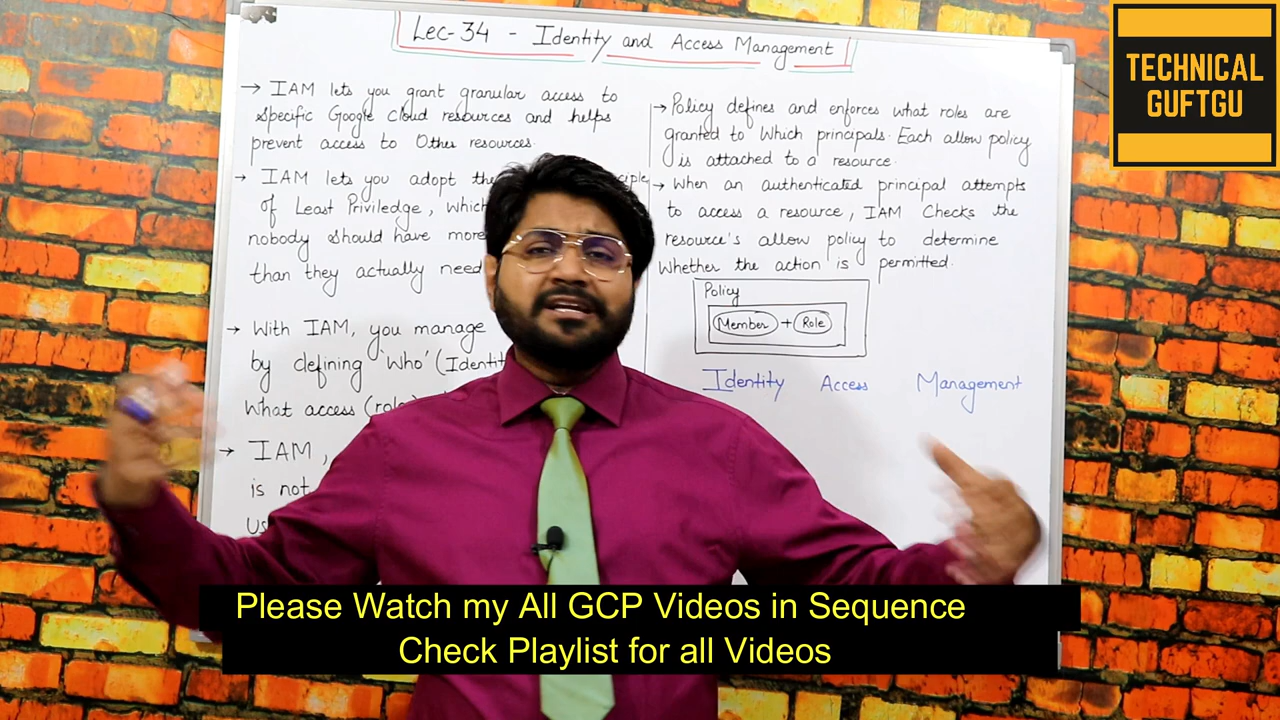 Lec-34 - Identity and Access Management
→ IAM lets you grant granular access to
specific Google Cloud resources and helps
prevent access to Other resources.
→ IAM lets you adopt the
of Least Priviledge, which
nobody should have more
than they actually need
→ With IAM, you manage
by defining 'Who' (Identit
What access (role)
→ IAM,
is not
us
→ Policy defines and enforces what roles are
granted to Which principals. Each allow policy
is attached to a resource.
→ When an authenticated principal attempts
to access a resource, IAM Checks the
resource's allow policy to determine
Whether the action is permitted.
Policy
Member + Role
Identity Access Management
TECHNICAL
GUFTGU
Please Watch my All GCP Videos in Sequence
Check Playlist for all Videos